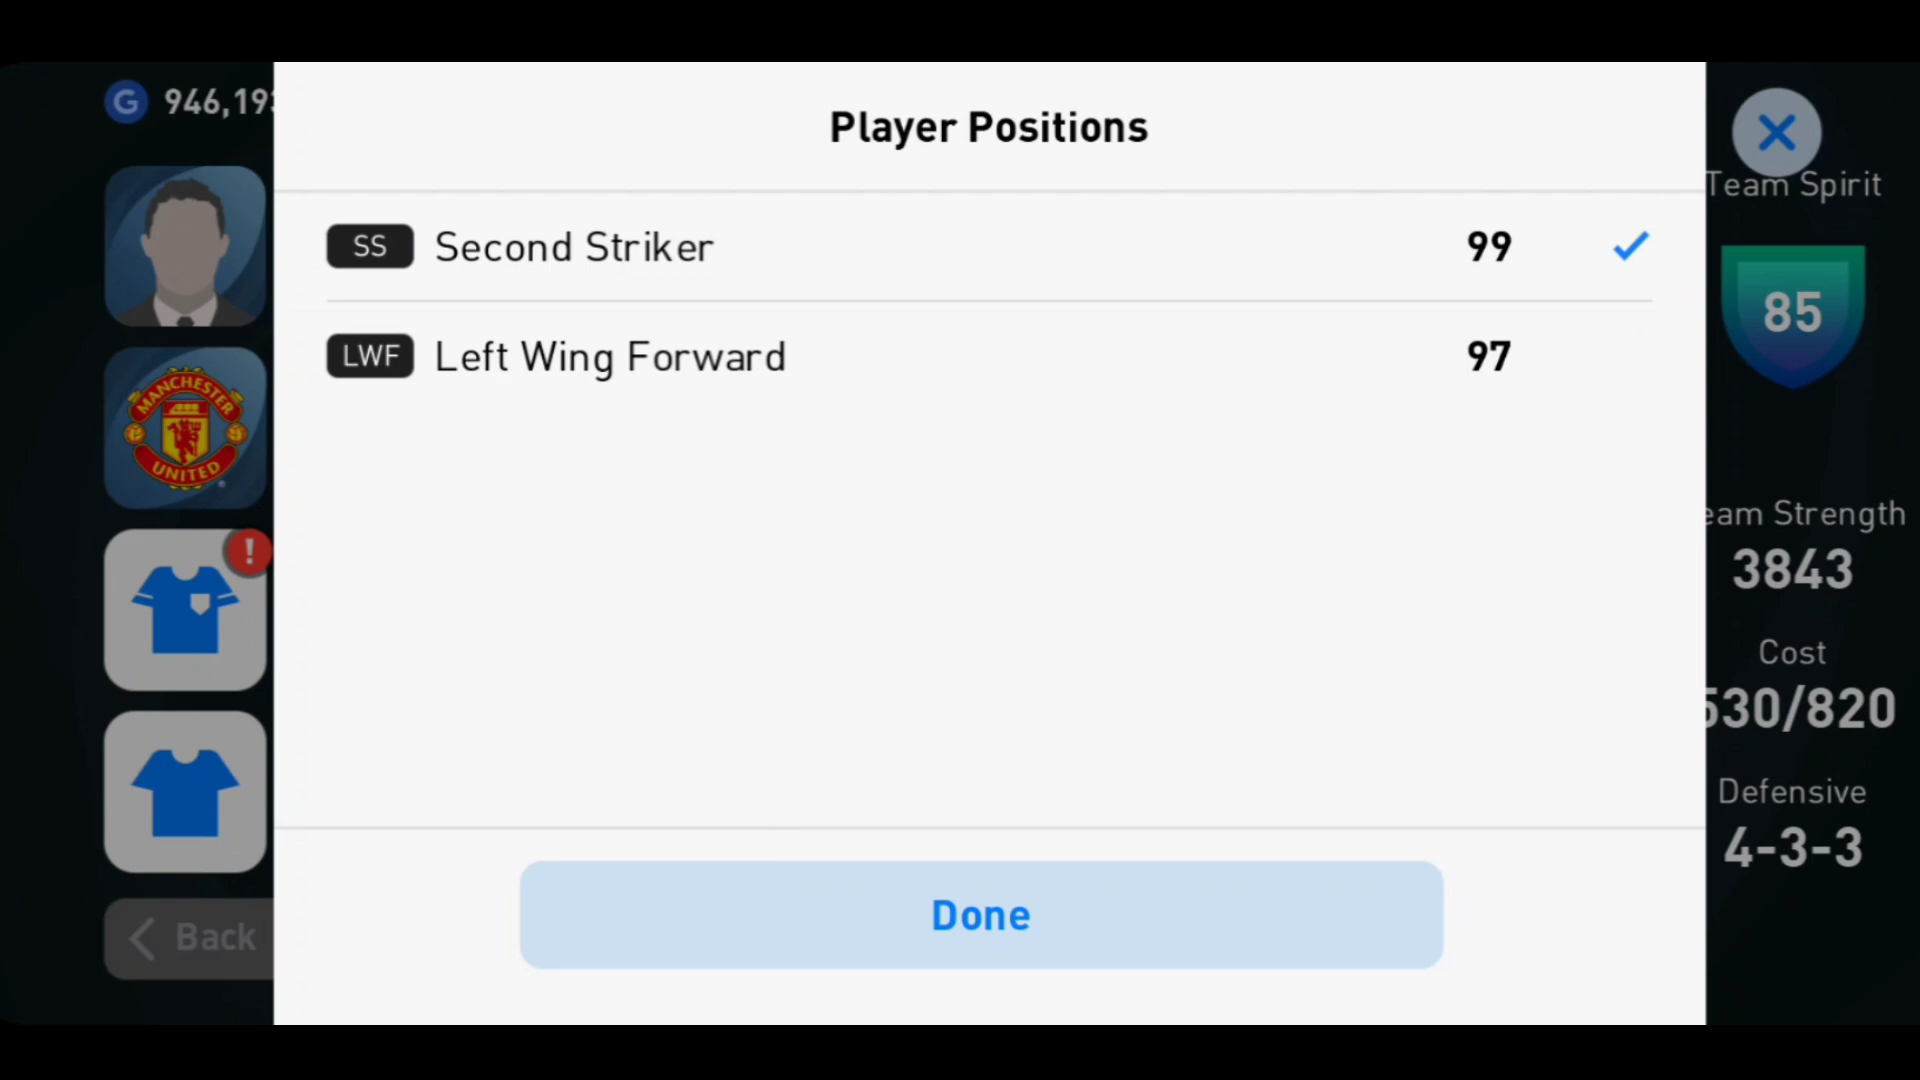 G 946,193
Player Positions
SS Second Striker 99
LWF Left Wing Forward 97
Done
MANCHESTER
UNITED
!
Back
Team Spirit
85
eam Strength
3843
Cost
530/820
Defensive
4-3-3